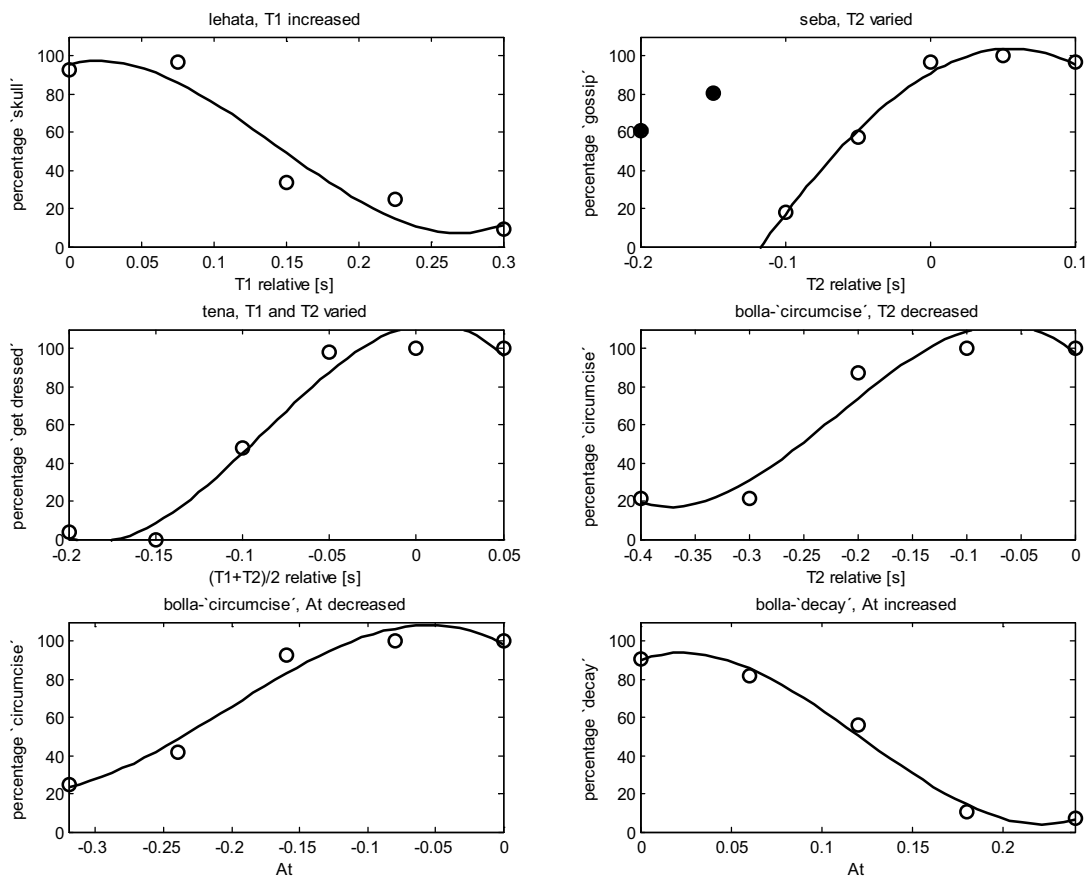 lehata, T1 increased
percentage `skull´
100
80
60
40
20
0
0 0.05 0.1 0.15 0.2 0.25 0.3
T1 relative [s]
seba, T2 varied
percentage `gossip´
100
80
60
40
20
0
-0.2 -0.1 0 0.1
T2 relative [s]
tena, T1 and T2 varied
percentage `get dressed´
100
80
60
40
20
0
-0.2 -0.15 -0.1 -0.05 0 0.05
(T1+T2)/2 relative [s]
bolla-`circumcise´, T2 decreased
percentage `circumcise´
100
80
60
40
20
0
-0.4 -0.35 -0.3 -0.25 -0.2 -0.15 -0.1 -0.05 0
T2 relative [s]
bolla-`circumcise´, At decreased
percentage `circumcise´
100
80
60
40
20
0
-0.3 -0.25 -0.2 -0.15 -0.1 -0.05 0
At
bolla-`decay´, At increased
percentage `decay´
100
80
60
40
20
0
0 0.05 0.1 0.15 0.2
At